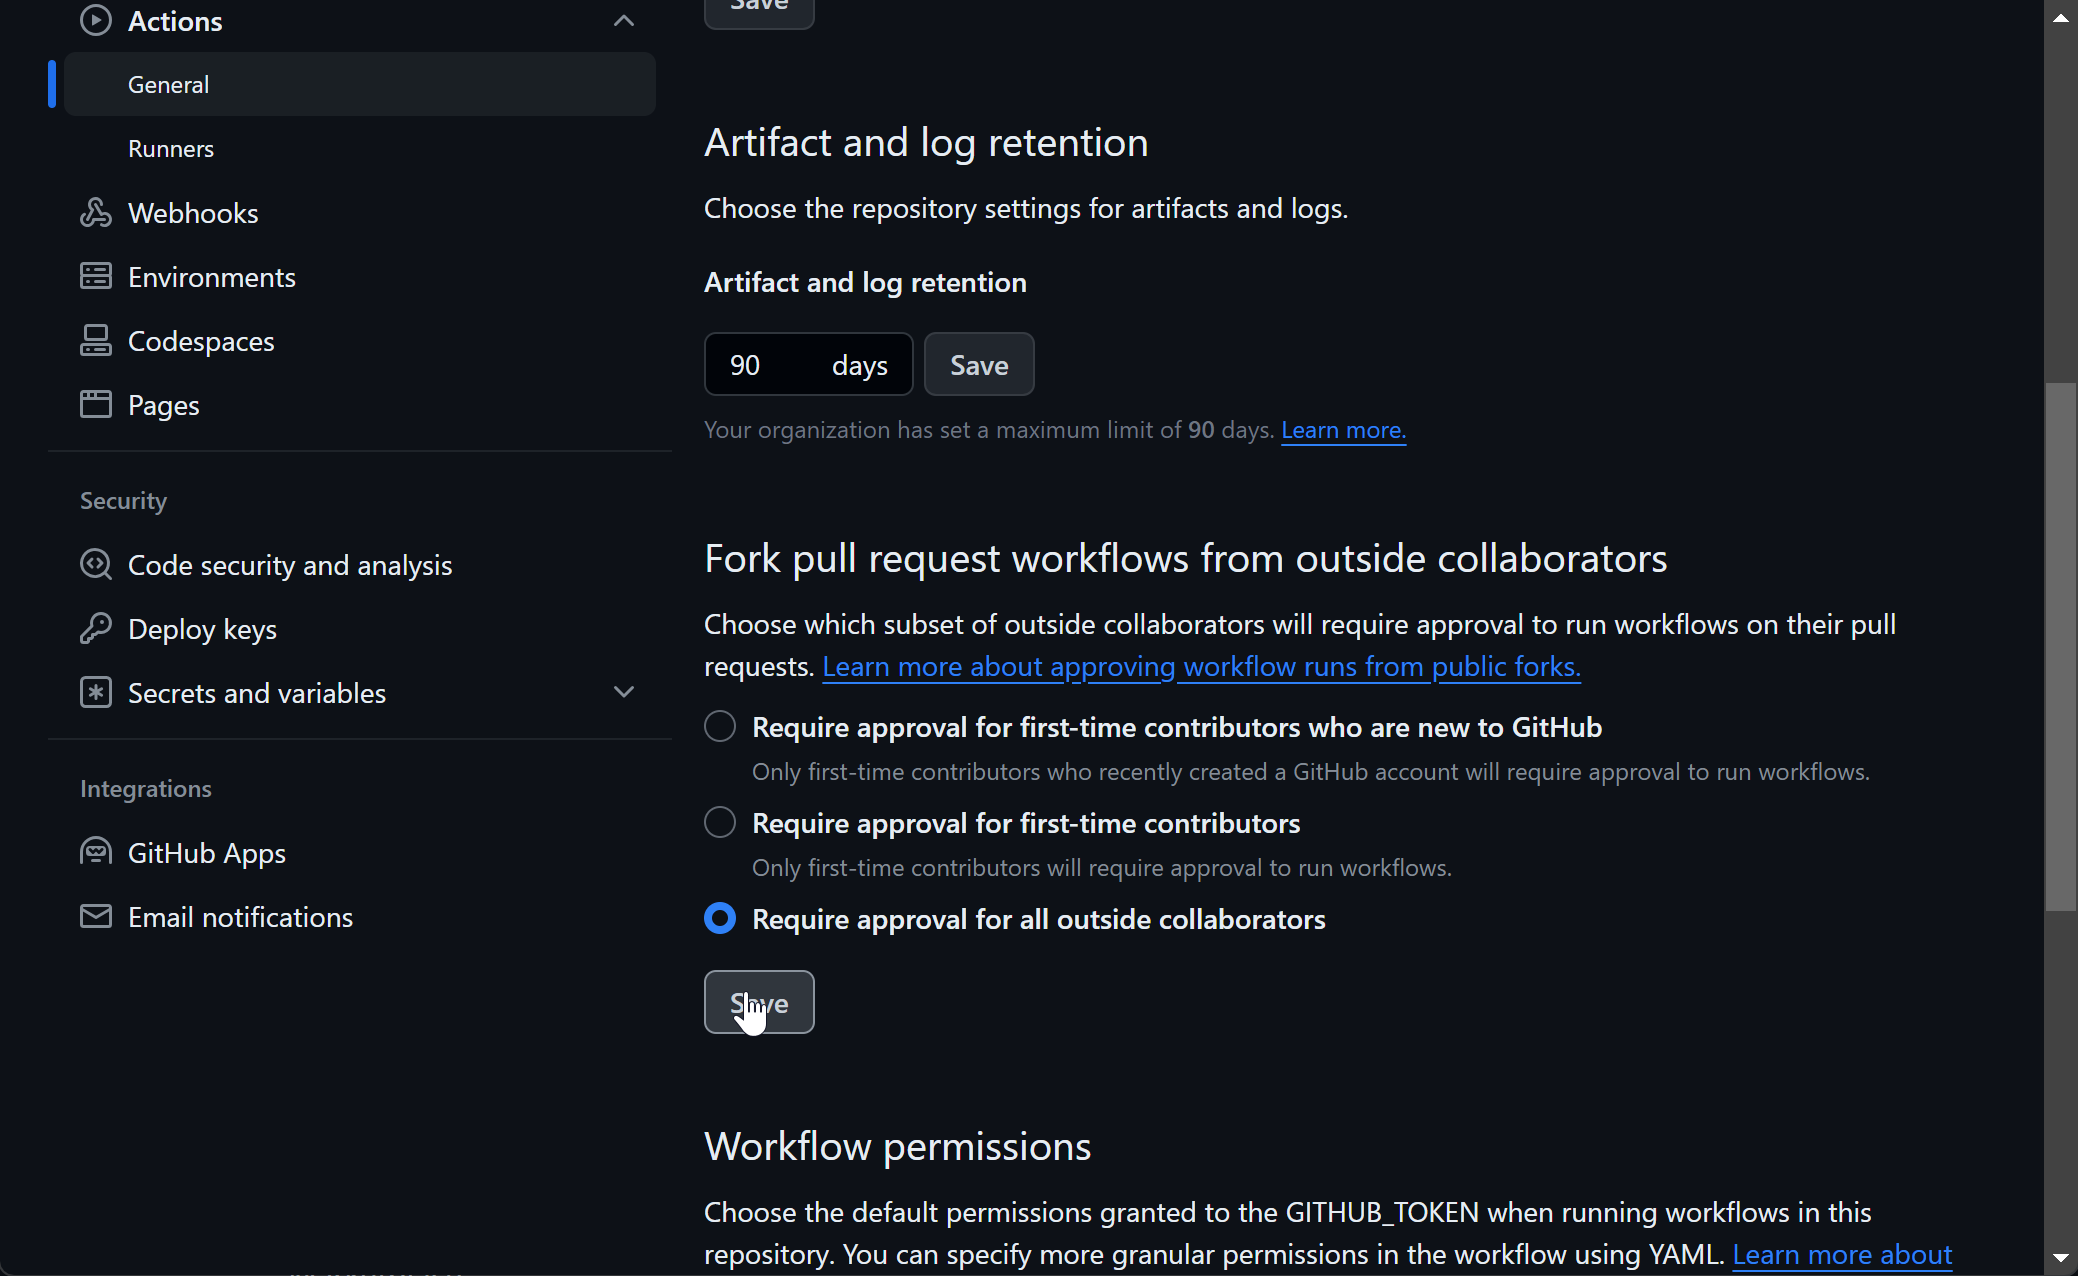 Actions
General
Runners
Webhooks
Environments
Codespaces
Pages
Security
Code security and analysis
Deploy keys
Secrets and variables
Integrations
GitHub Apps
Email notifications
Save
Artifact and log retention
Choose the repository settings for artifacts and logs.
Artifact and log retention
90 days Save
Your organization has set a maximum limit of 90 days. Learn more.
Fork pull request workflows from outside collaborators
Choose which subset of outside collaborators will require approval to run workflows on their pull
requests. Learn more about approving workflow runs from public forks.
Require approval for first-time contributors who are new to GitHub
Only first-time contributors who recently created a GitHub account will require approval to run workflows.
Require approval for first-time contributors
Only first-time contributors will require approval to run workflows.
Require approval for all outside collaborators
Save
Workflow permissions
Choose the default permissions granted to the GITHUB_TOKEN when running workflows in this
repository. You can specify more granular permissions in the workflow using YAML. Learn more about